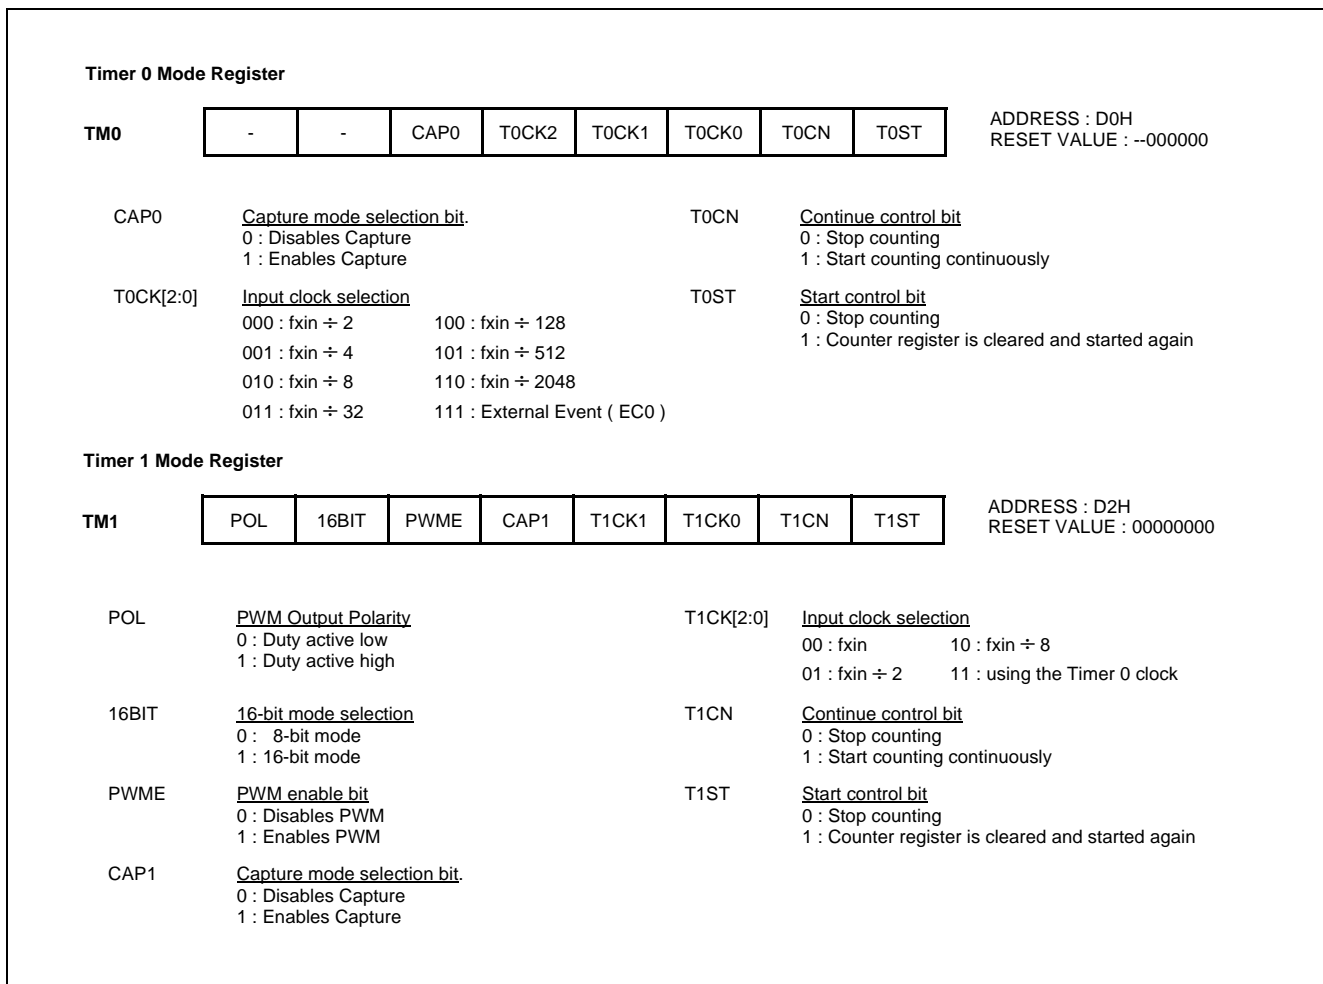 Timer 0 Mode Register
TM0 - - CAP0 T0CK2 T0CK1 T0CK0 T0CN T0ST
ADDRESS : D0H
RESET VALUE : --000000
CAP0 Capture mode selection bit.
0 : Disables Capture
1 : Enables Capture
T0CN Continue control bit
0 : Stop counting
1 : Start counting continuously
T0CK[2:0] Input clock selection
000 : fxin ÷ 2 100 : fxin ÷ 128
001 : fxin ÷ 4 101 : fxin ÷ 512
010 : fxin ÷ 8 110 : fxin ÷ 2048
011 : fxin ÷ 32 111 : External Event ( EC0 )
T0ST Start control bit
0 : Stop counting
1 : Counter register is cleared and started again
Timer 1 Mode Register
TM1 POL 16BIT PWME CAP1 T1CK1 T1CK0 T1CN T1ST
ADDRESS : D2H
RESET VALUE : 00000000
POL PWM Output Polarity
0 : Duty active low
1 : Duty active high
T1CK[2:0] Input clock selection
00 : fxin 10 : fxin ÷ 8
01 : fxin ÷ 2 11 : using the Timer 0 clock
16BIT 16-bit mode selection
0 : 8-bit mode
1 : 16-bit mode
T1CN Continue control bit
0 : Stop counting
1 : Start counting continuously
PWME PWM enable bit
0 : Disables PWM
1 : Enables PWM
T1ST Start control bit
0 : Stop counting
1 : Counter register is cleared and started again
CAP1 Capture mode selection bit.
0 : Disables Capture
1 : Enables Capture